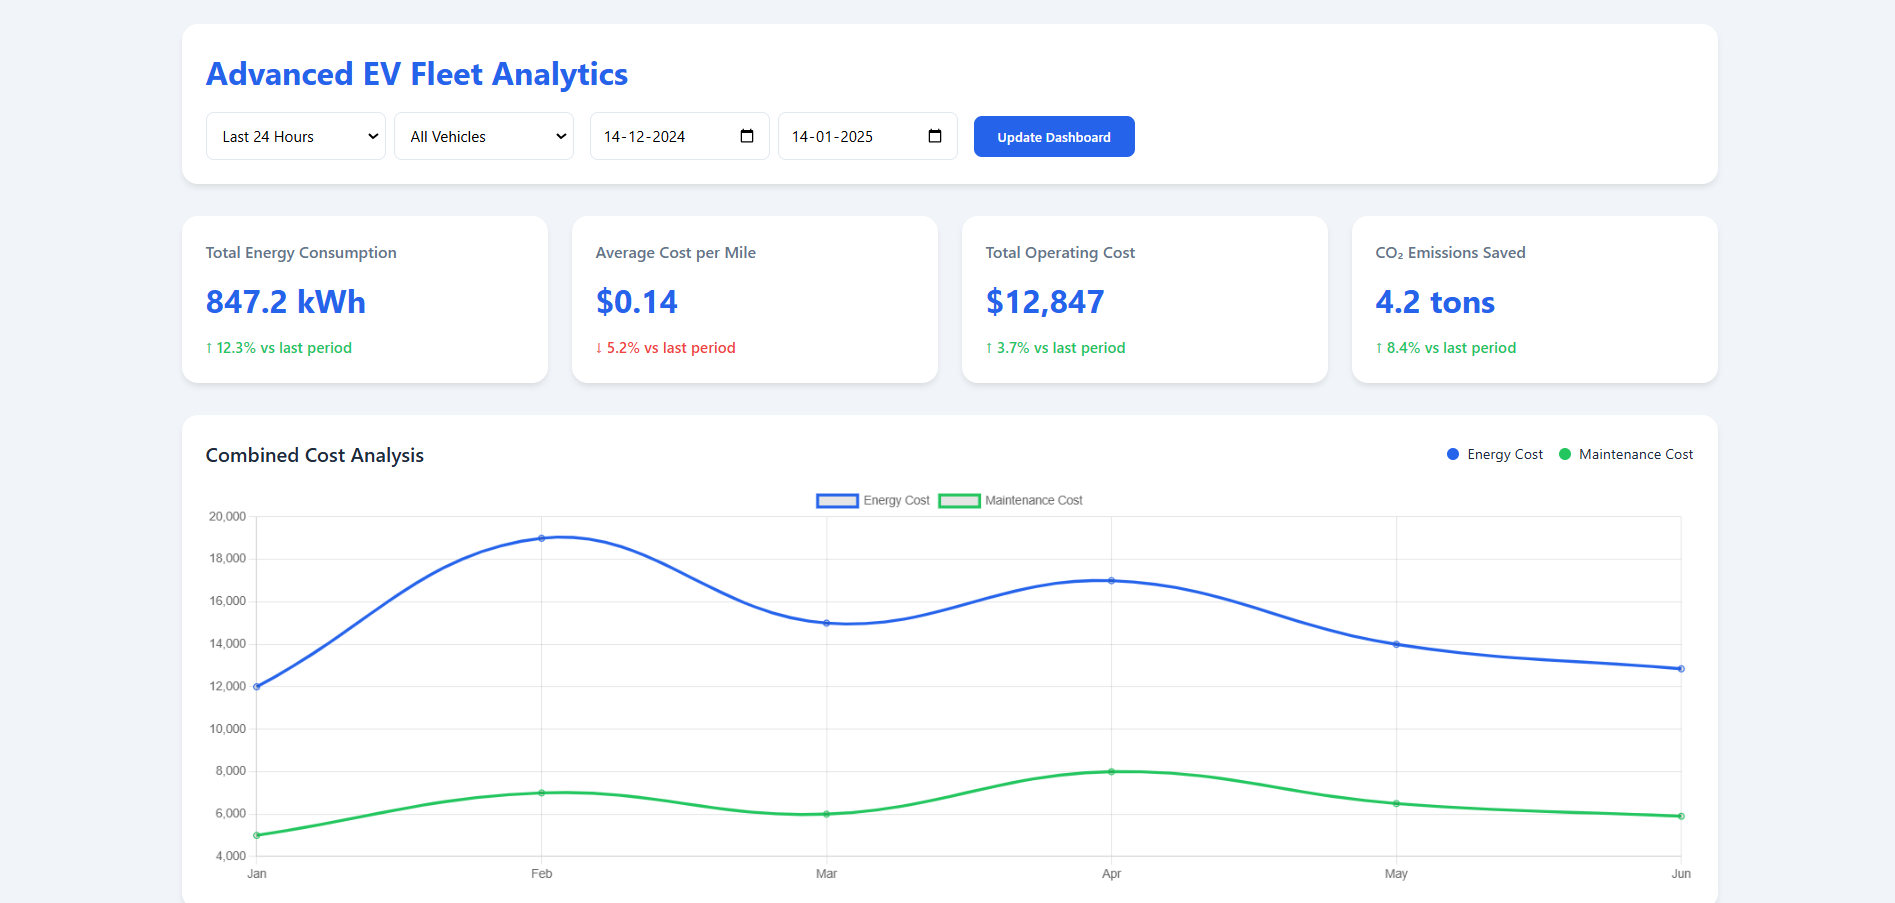 Advanced EV Fleet Analytics
Last 24 Hours All Vehicles 14-12-2024 14-01-2025 Update Dashboard
Total Energy Consumption
847.2 kWh
↑ 12.3% vs last period
Average Cost per Mile
$0.14
↓ 5.2% vs last period
Total Operating Cost
$12,847
↑ 3.7% vs last period
CO₂ Emissions Saved
4.2 tons
↑ 8.4% vs last period
Combined Cost Analysis
Energy Cost Maintenance Cost
Energy Cost Maintenance Cost
20,000
18,000
16,000
14,000
12,000
10,000
8,000
6,000
4,000
Jan Feb Mar Apr May Jun